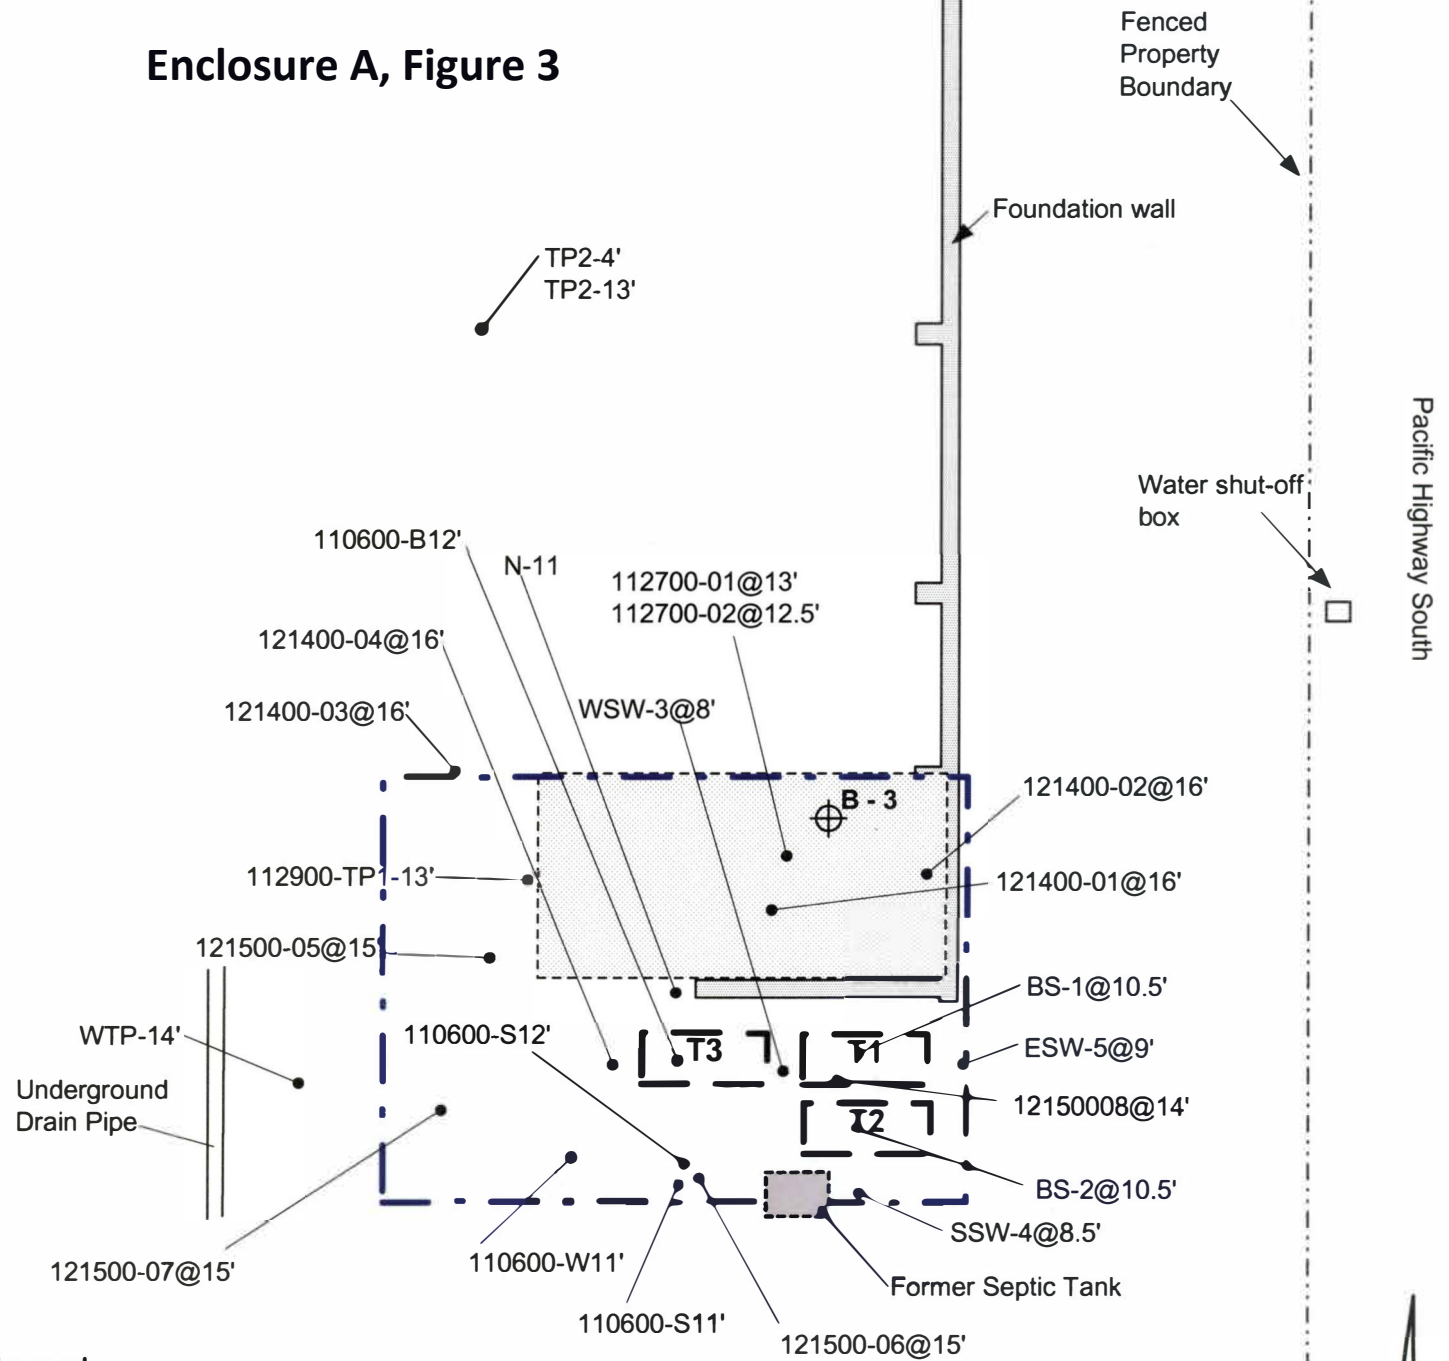 Enclosure A, Figure 3
Fenced
Property
Boundary
Foundation wall
TP2-4'
TP2-13'
Pacific Highway South
Water shut-off
box
110600-B12'
N-11
112700-01@13'
112700-02@12.5'
121400-04@16'
WSW-3@8'
121400-03@16'
121400-02@16'
B - 3
112900-TP1-13'
121400-01@16'
121500-05@15'
BS-1@10.5'
WTP-14'
110600-S12'
T3
T1
ESW-5@9'
Underground
Drain Pipe
12150008@14'
T2
BS-2@10.5'
SSW-4@8.5'
110600-W11'
121500-07@15'
Former Septic Tank
110600-S11'
121500-06@15'